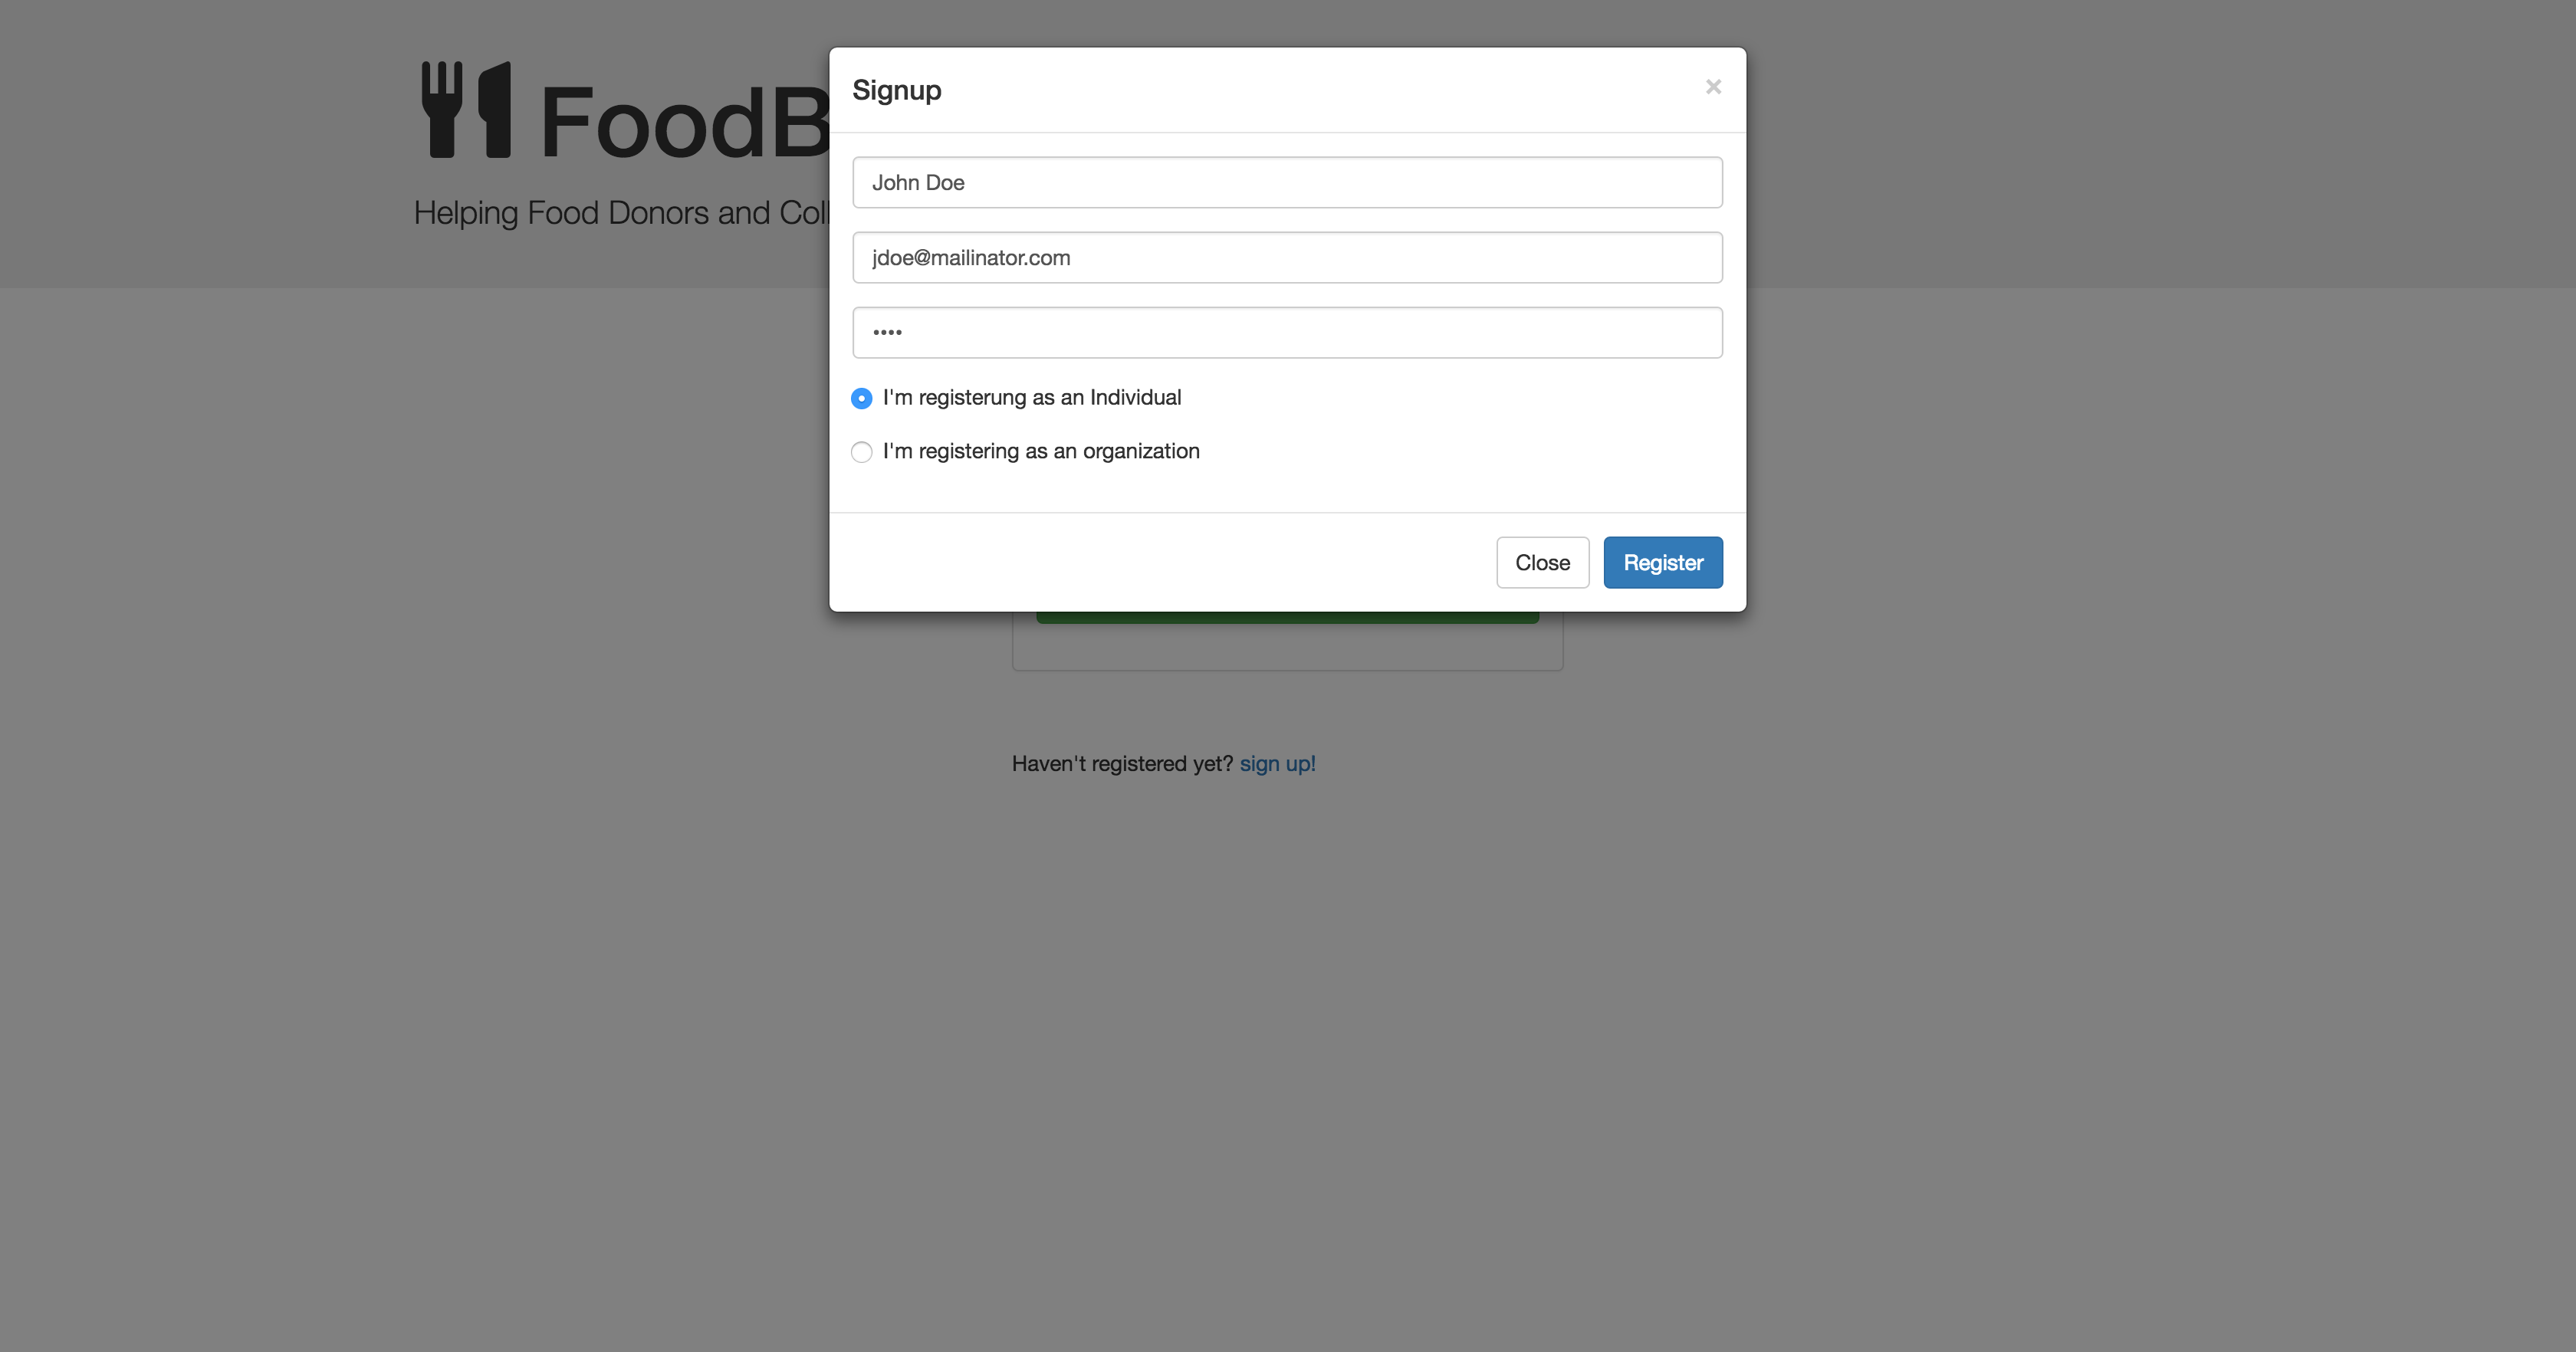 FoodB
Helping Food Donors and Coll
Signup
×
John Doe
jdoe@mailinator.com
••••
I'm registerung as an Individual
I'm registering as an organization
Close
Register
Haven't registered yet? sign up!